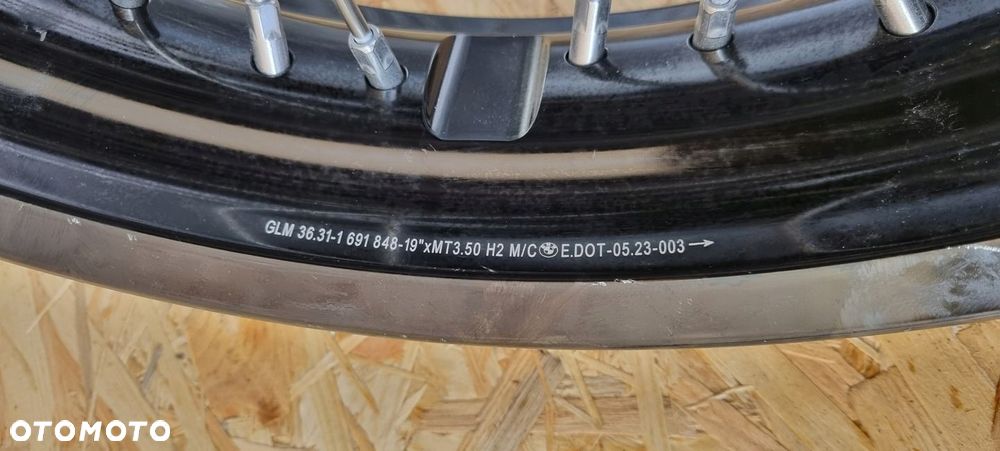 GLM 36.31-1 691 848-19"xMT3.50 H2 M/C E.DOT-05.23-003→
OTOMOTO